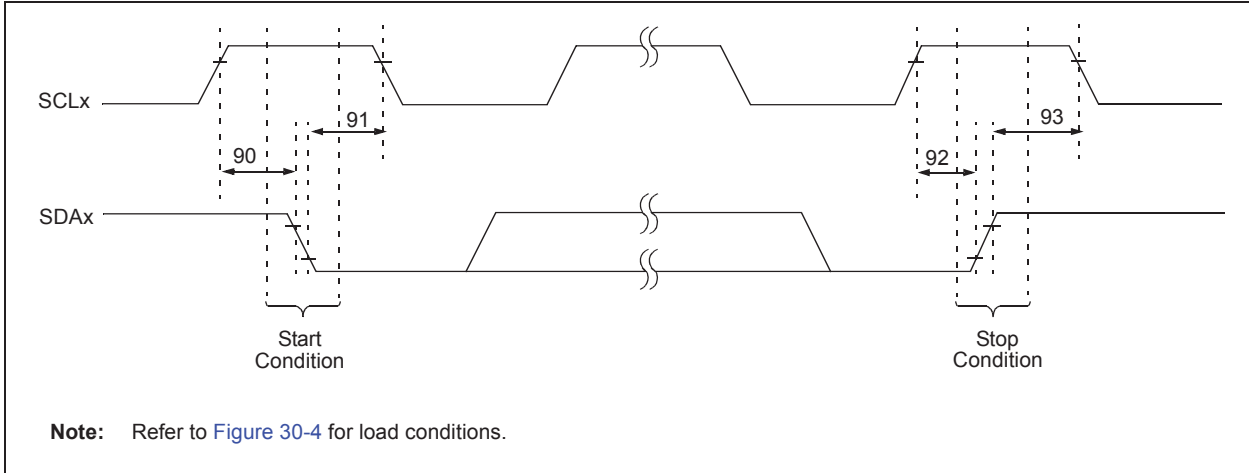 SCLx
91
93
90
92
SDAx
Start
Condition
Stop
Condition
Note: Refer to Figure 30-4 for load conditions.